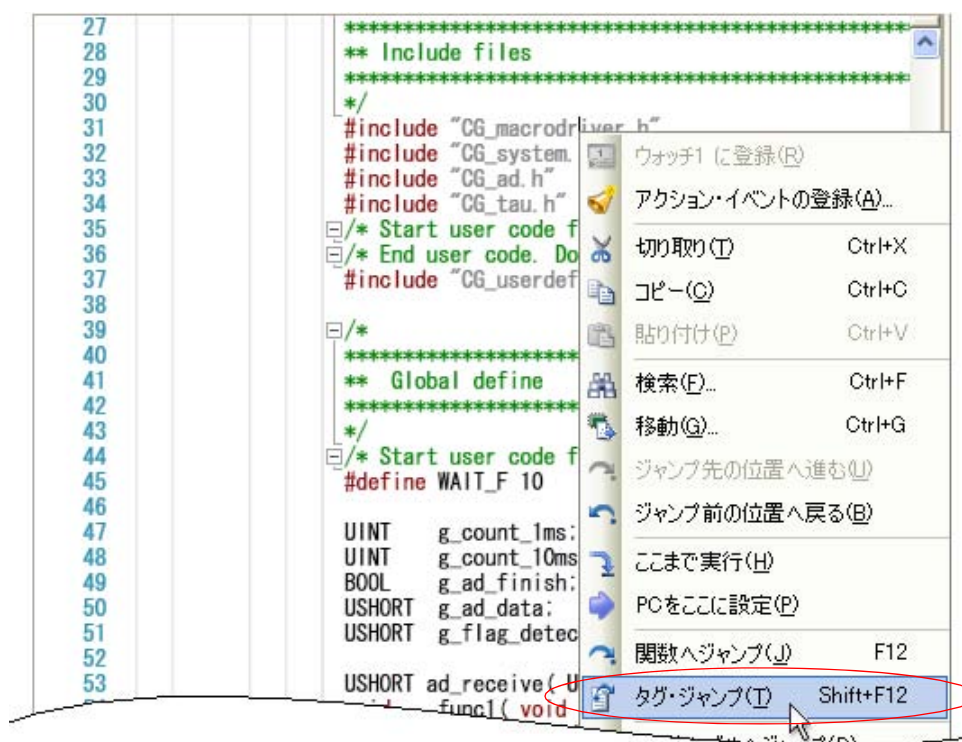 27 *******************************************************
28 ** Include files
29 *******************************************************
30 */
31 #include "CG_macrodriver.h"
32 #include "CG_system.
33 #include "CG_ad.h"
34 #include "CG_tau.h"
35 /* Start user code f
36 /* End user code. Do
37 #include "CG_userdef
38
39 /*
40 **********************
41 ** Global define
42 **********************
43 */
44 /* Start user code f
45 #define WAIT_F 10
46
47 UINT g_count_1ms;
48 UINT g_count_10ms
49 BOOL g_ad_finish;
50 USHORT g_ad_data;
51 USHORT g_flag_detec
52
53 USHORT ad_receive( U
func1( void
ウォッチ1 に登録(R)
アクション・イベントの登録(A)...
切り取り(T) Ctrl+X
コピー(C) Ctrl+C
貼り付け(P) Ctrl+V
検索(F)... Ctrl+F
移動(G)... Ctrl+G
ジャンプ先の位置へ進む(U)
ジャンプ前の位置へ戻る(B)
ここまで実行(H)
PCをここに設定(P)
関数へジャンプ(J) F12
タグ・ジャンプ(T) Shift+F12